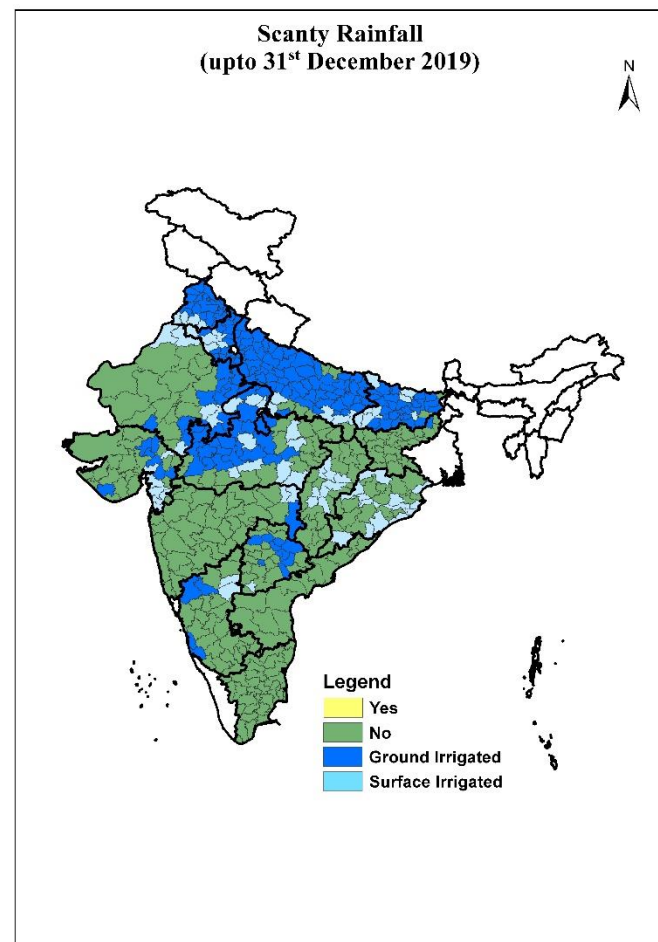 Scanty Rainfall
(upto 31st December 2019)
N
Legend
Yes
No
Ground Irrigated
Surface Irrigated